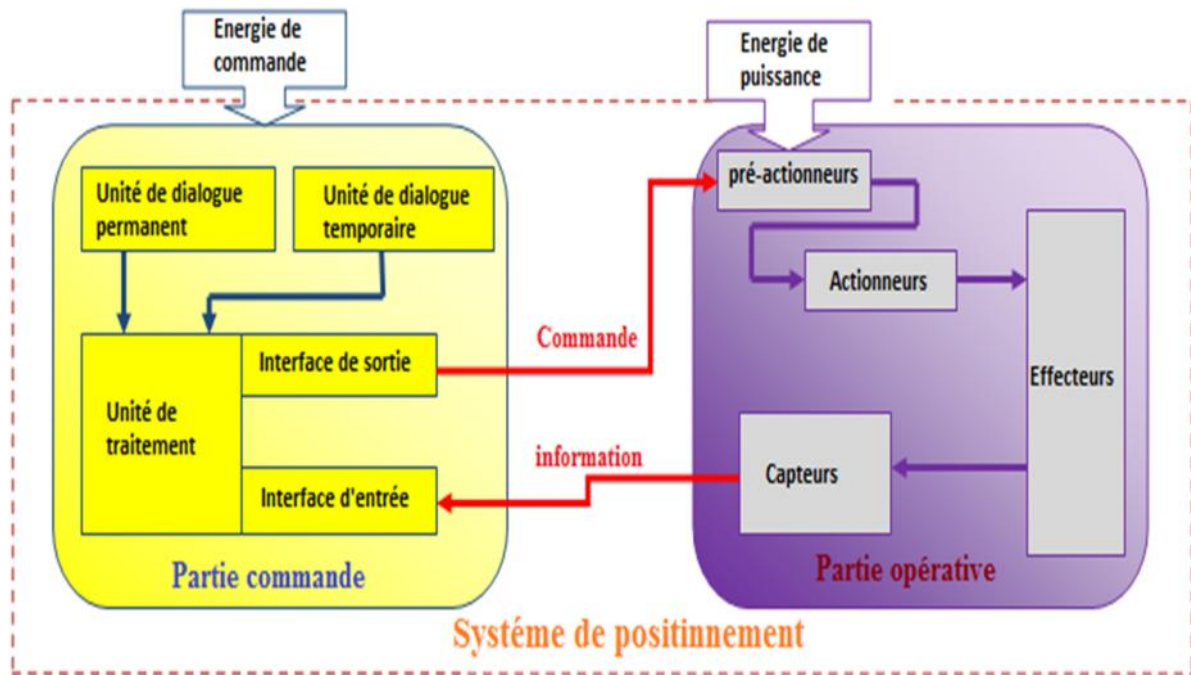 Energie de
commande
Energie de
puissance
Unité de dialogue
permanent
Unité de dialogue
temporaire
pré-actionneurs
Actionneurs
Commande
Interface de sortie
Effecteurs
Unité de
traitement
information
Capteurs
Interface d'entrée
Partie commande
Partie opérative
Systéme de positinnement